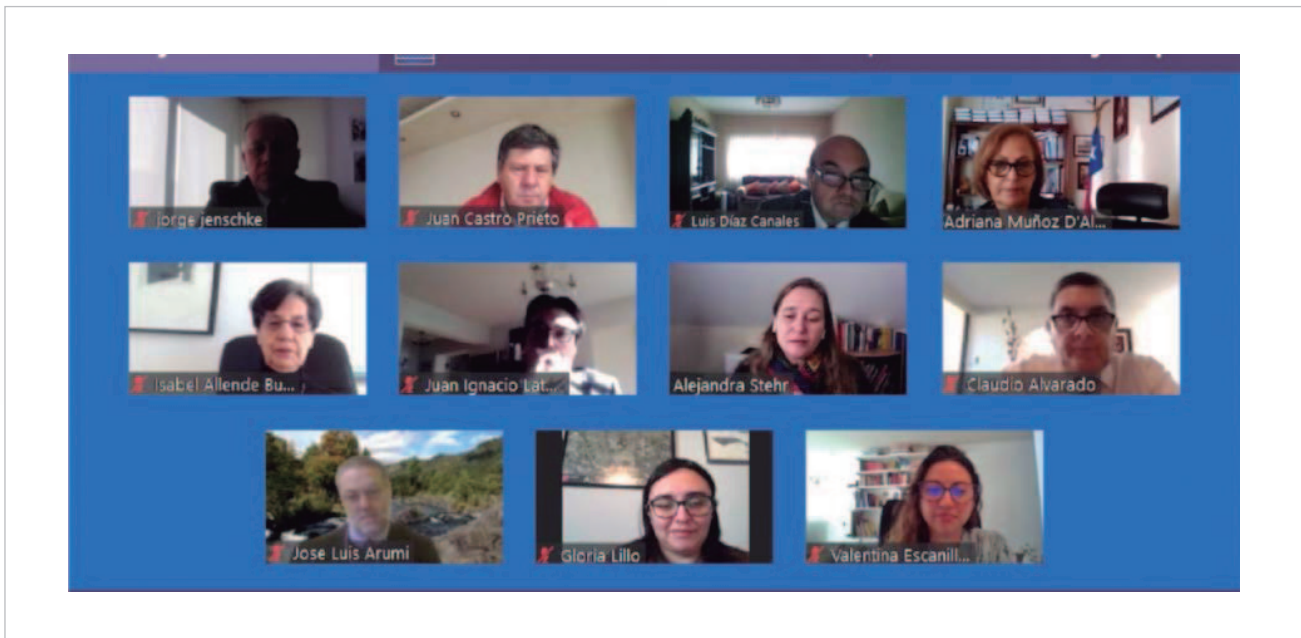 jorge jenschke
Juan Castro Prieto
Luis Díaz Canales
Adriana Muñoz D'Al...
Isabel Allende Bu...
Juan Ignacio Lat...
Alejandra Stehr
Claudio Alvarado
Jose Luis Arumi
Gloria Lillo
Valentina Escanill...